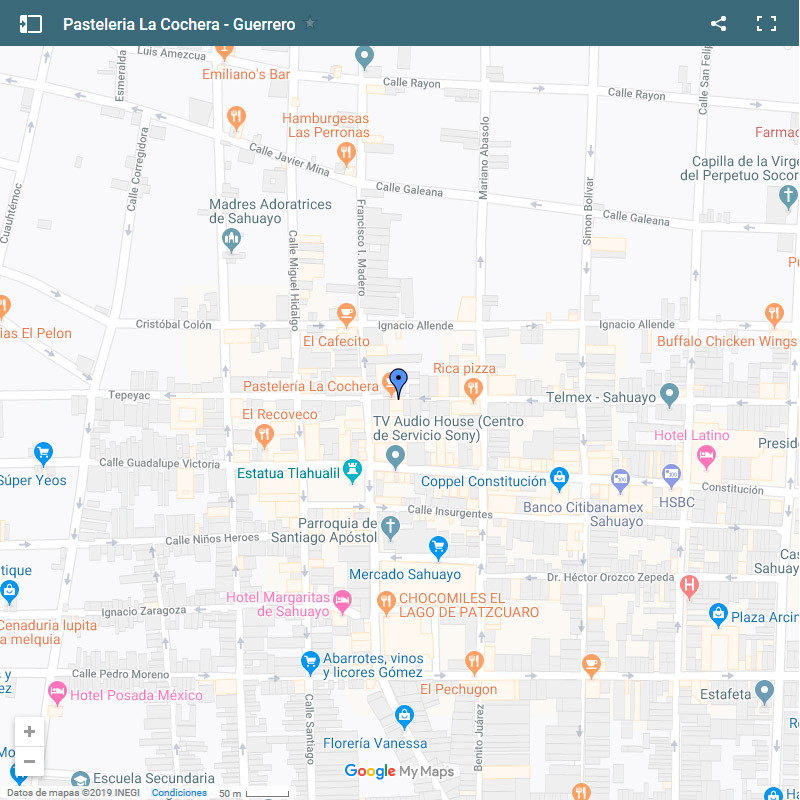 Pasteleria La Cochera - Guerrero
Luis Amezcua
Esmeralda
Emiliano's Bar
Calle Rayon
Calle Rayon
Hamburgesas
Las Perronas
Calle Corregidora
Calle Javier Mina
Mariano Abasolo
Calle San Felip
Farmac
Capilla de la Virge
del Perpetuo Socor
Calle Galeana
Calle Galeana
Cuauhtémoc
Madres Adoratrices
de Sahuayo
Francisco I. Madero
Simon Bolívar
Calle Miguel Hidalgo
ias El Pelon
Cristóbal Colón
El Cafecito
Ignacio Allende
Ignacio Allende
Buffalo Chicken Wings
Pastelería La Cochera
Rica pizza
Tepeyac
Telmex - Sahuayo
El Recoveco
TV Audio House (Centro
de Servicio Sony)
Hotel Latino
Presid
Súper Yeos
Calle Guadalupe Victoria
Estatua Tlahualil
Coppel Constitución
Constitución
Banco Citibanamex
Sahuayo
HSBC
Calle Insurgentes
Parroquia de
Santiago Apóstol
Calle Niños Heroes
Mercado Sahuayo
Cas
Sahuayo
Dr. Héctor Orozco Zepeda
tique
Hotel Margaritas
de Sahuayo
CHOCOMILES EL
LAGO DE PATZCUARO
Ignacio Zaragoza
Plaza Arcin
Cenaduria lupita
a melquia
Abarrotes, vinos
y licores Gómez
Calle Pedro Moreno
s y
ez
Hotel Posada México
El Pechugon
Estafeta
Calle Santiago
Benito Juárez
Florería Vanessa
Mo
Google My Maps
Escuela Secundaria
Datos de mapas ©2019 INEGI Condiciones 50 m